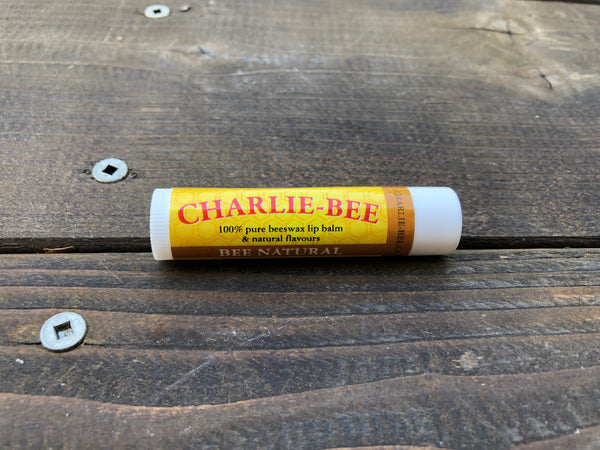 CHARLIE-BEE
100% pure beeswax lip balm
& natural flavours
BEE NATURAL
CHARLIE-BEE